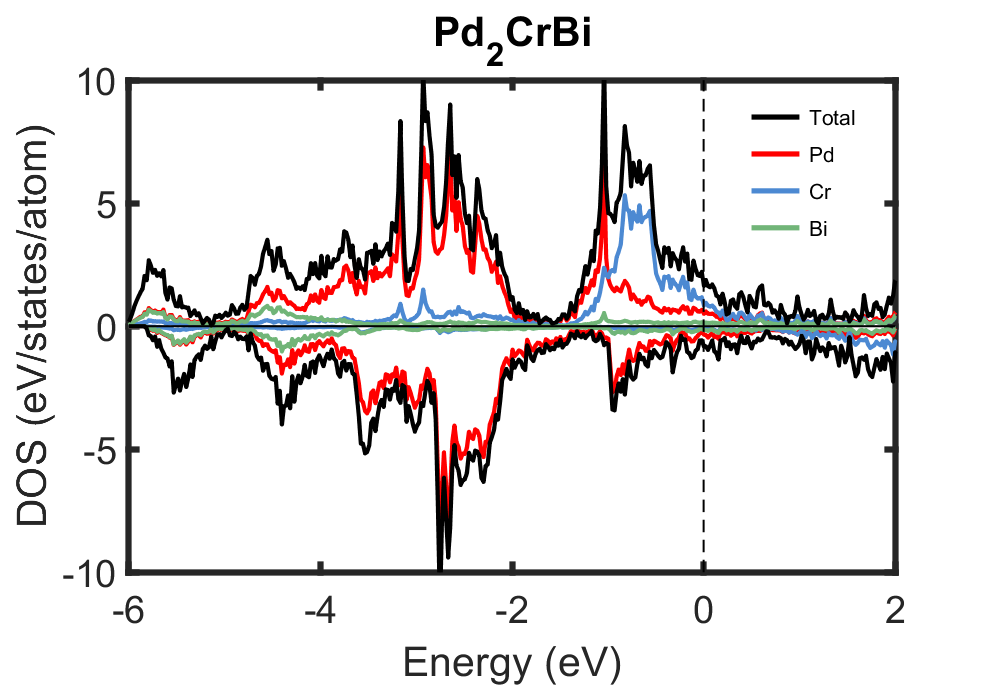 Pd₂CrBi
10
5
0
-5
-10
DOS (eV/states/atom)
Total
Pd
Cr
Bi
-6
-4
-2
0
2
Energy (eV)